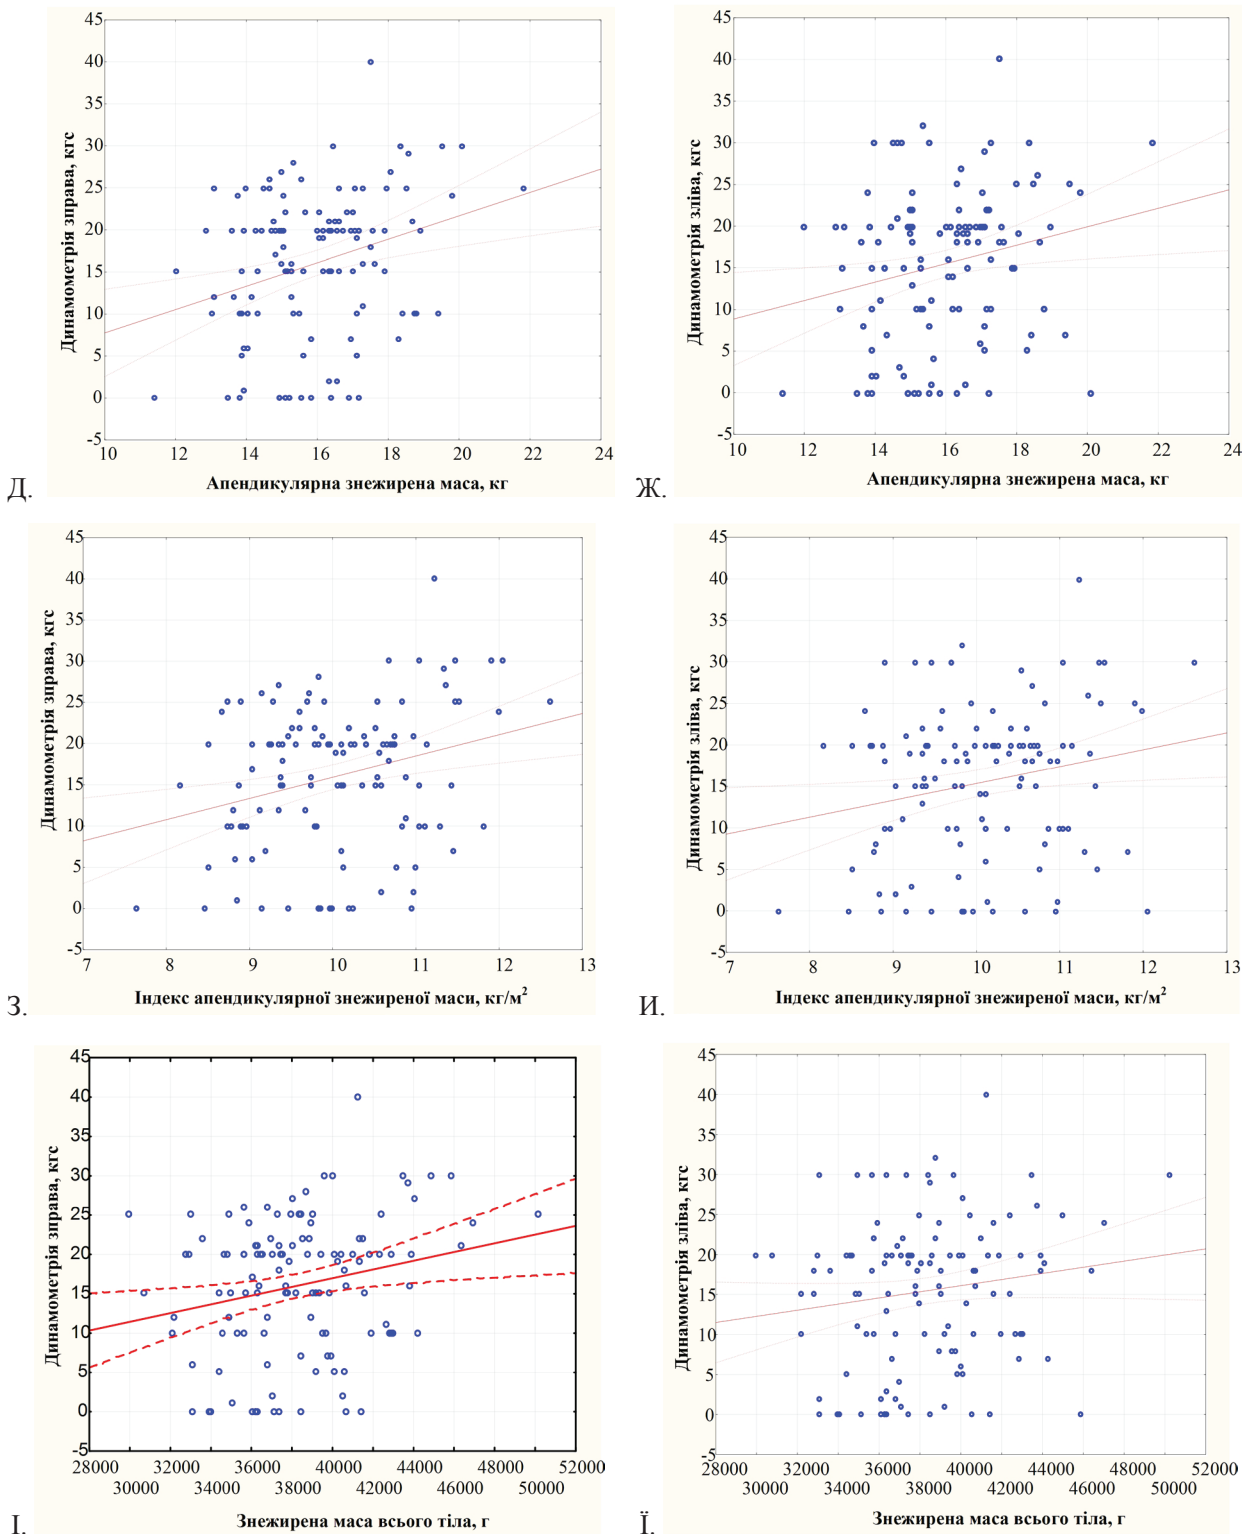 45
40
35
30
25
20
15
10
5
0
-5
Динамометрія зправа, кгс
10 12 14 16 18 20 22 24
Апендикулярна знежирена маса, кг
Д.
45
40
35
30
25
20
15
10
5
0
-5
Динамометрія зліва, кгс
10 12 14 16 18 20 22 24
Апендикулярна знежирена маса, кг
Ж.
45
40
35
30
25
20
15
10
5
0
-5
Динамометрія зправа, кгс
7 8 9 10 11 12 13
Індекс апендикулярної знежиреної маси, кг/м²
З.
45
40
35
30
25
20
15
10
5
0
-5
Динамометрія зліва, кгс
7 8 9 10 11 12 13
Індекс апендикулярної знежиреної маси, кг/м²
И.
45
40
35
30
25
20
15
10
5
0
-5
Динамометрія зправа, кгс
28000 32000 36000 40000 44000 48000 52000
30000 34000 38000 42000 46000 50000
Знежирена маса всього тіла, г
І.
45
40
35
30
25
20
15
10
5
0
-5
Динамометрія зліва, кгс
28000 32000 36000 40000 44000 48000 52000
30000 34000 38000 42000 46000 50000
Знежирена маса всього тіла, г
Ї.